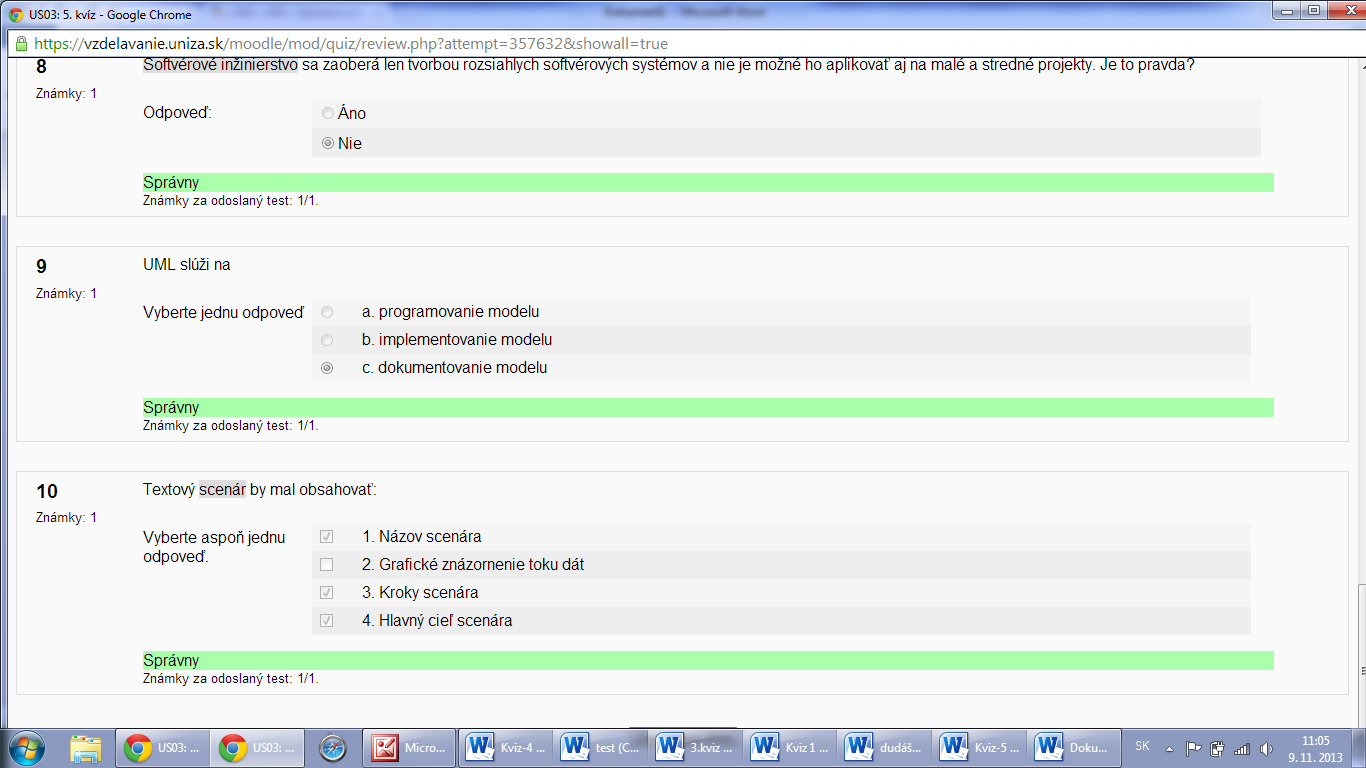 US03: 5. kvíz - Google Chrome
https://vzdelavanie.uniza.sk/moodle/mod/quiz/review.php?attempt=357632&showall=true
8
Softvérové inžinierstvo sa zaoberá len tvorbou rozsiahlych softvérových systémov a nie je možné ho aplikovať aj na malé a stredné projekty. Je to pravda?
Známky: 1
Odpoveď:
Áno
Nie
Správny
Známky za odoslaný test: 1/1.
9
UML slúži na
Známky: 1
Vyberte jednu odpoveď
a. programovanie modelu
b. implementovanie modelu
c. dokumentovanie modelu
Správny
Známky za odoslaný test: 1/1.
10
Textový scenár by mal obsahovať:
Známky: 1
Vyberte aspoň jednu
odpoveď.
1. Názov scenára
2. Grafické znázornenie toku dát
3. Kroky scenára
4. Hlavný cieľ scenára
Správny
Známky za odoslaný test: 1/1.
US03: ...
US03: ...
Micro...
Kviz-4 ...
test (C...
3.kviz ...
Kviz 1 ...
dudáš...
Kviz-5 ...
Doku...
SK
11:05
9. 11. 2013